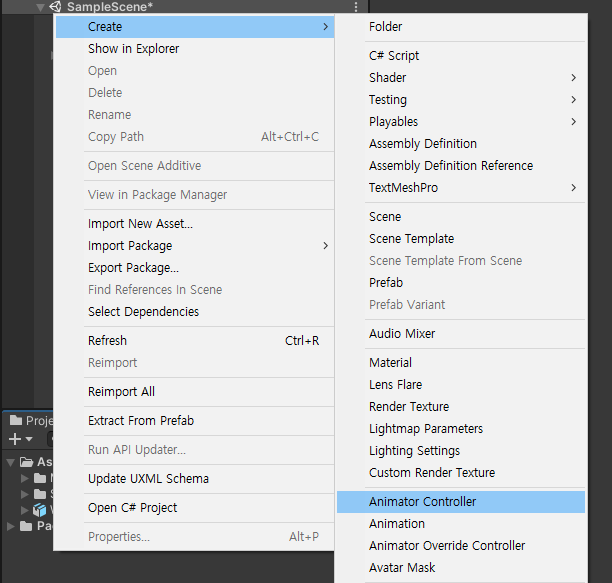 SampleScene*
Create
Show in Explorer
Open
Delete
Rename
Copy Path Alt+Ctrl+C
Open Scene Additive
View in Package Manager
Import New Asset...
Import Package
Export Package...
Find References In Scene
Select Dependencies
Refresh Ctrl+R
Reimport
Reimport All
Extract From Prefab
Run API Updater...
Update UXML Schema
Open C# Project
Properties... Alt+P
Folder
C# Script
Shader
Testing
Playables
Assembly Definition
Assembly Definition Reference
TextMeshPro
Scene
Scene Template
Scene Template From Scene
Prefab
Prefab Variant
Audio Mixer
Material
Lens Flare
Render Texture
Lightmap Parameters
Lighting Settings
Custom Render Texture
Animator Controller
Animation
Animator Override Controller
Avatar Mask
Proje
As
Pac